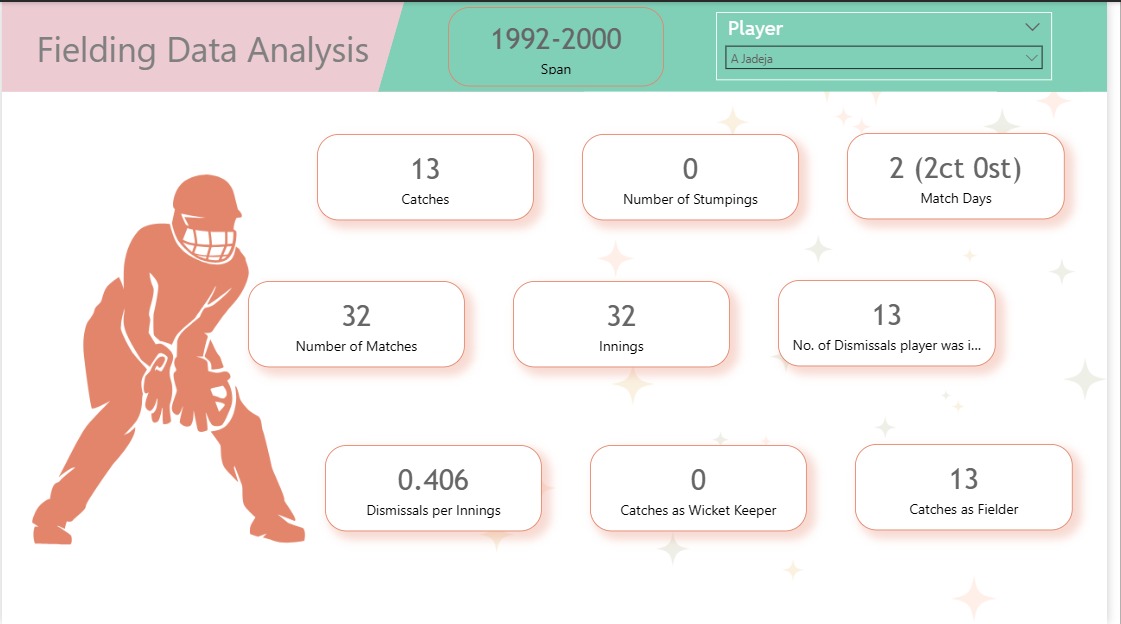 Fielding Data Analysis
1992-2000
Span
Player
A Jadeja
13
Catches
0
Number of Stumpings
2 (2ct 0st)
Match Days
32
Number of Matches
32
Innings
13
No. of Dismissals player was i...
0.406
Dismissals per Innings
0
Catches as Wicket Keeper
13
Catches as Fielder